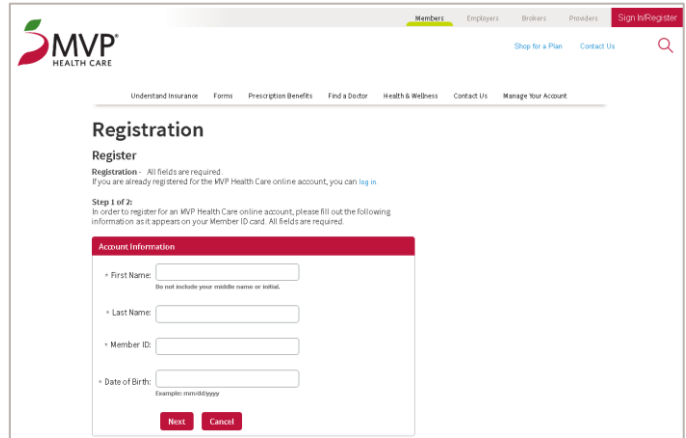 Members Employers Brokers Providers Sign In/Register
MVP®
HEALTH CARE
Shop for a Plan Contact Us
Understand Insurance Forms Prescription Benefits Find a Doctor Health & Wellness Contact Us Manage Your Account
Registration
Register
Registration - All fields are required.
If you are already registered for the MVP Health Care online account, you can log in.
Step 1 of 2:
In order to register for an MVP Health Care online account, please fill out the following
information as it appears on your Member ID card. All fields are required.
Account Information
* First Name:
Do not include your middle name or initial.
* Last Name:
* Member ID:
* Date of Birth:
Example: mm/dd/yyyy
Next Cancel